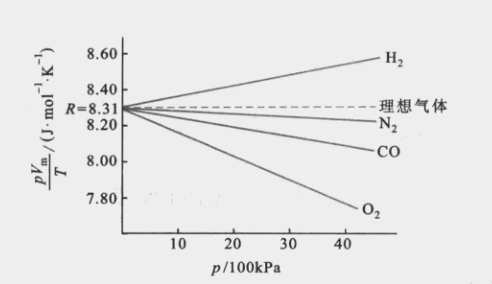 8.60
H₂
8.40
R=8.31
理想气体
8.20
N₂
CO
8.00
7.80
O₂
pVₘ/T /(J·mol⁻¹·K⁻¹)
10 20 30 40
p/100kPa